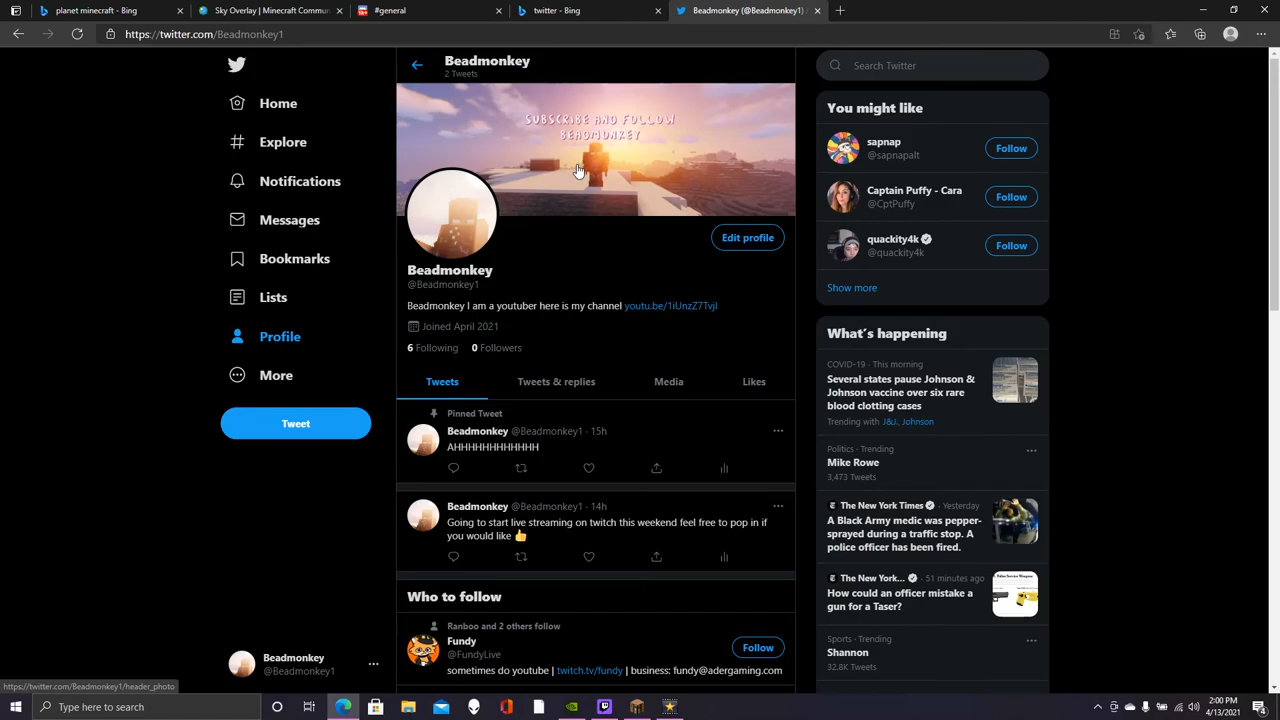 planet minecraft - Bing
Sky Overlay | Minecraft Commun
#general
twitter - Bing
Beadmonkey (@Beadmonkey1) /
https://twitter.com/Beadmonkey1
Beadmonkey
2 Tweets
Search Twitter
Home
Explore
Notifications
Messages
Bookmarks
Lists
Profile
More
Tweet
SUBSCRIBE AND FOLLOW
BEADMONKEY
Edit profile
Beadmonkey
@Beadmonkey1
Beadmonkey I am a youtuber here is my channel youtu.be/1iUnzZ7TvjI
Joined April 2021
6 Following 0 Followers
Tweets Tweets & replies Media Likes
Pinned Tweet
Beadmonkey @Beadmonkey1 · 15h
AHHHHHHHHHHHH
Beadmonkey @Beadmonkey1 · 14h
Going to start live streaming on twitch this weekend feel free to pop in if
you would like 👍
Who to follow
Ranboo and 2 others follow
Fundy
@FundyLive
Follow
sometimes do youtube | twitch.tv/fundy | business: fundy@adergaming.com
You might like
sapnap
@sapnapalt
Follow
Captain Puffy - Cara
@CptPuffy
Follow
quackity4k
@quackity4k
Follow
Show more
What's happening
COVID-19 · This morning
Several states pause Johnson &
Johnson vaccine over six rare
blood clotting cases
Trending with J&J, Johnson
Politics · Trending
Mike Rowe
3,473 Tweets
The New York Times · Yesterday
A Black Army medic was pepper-
sprayed during a traffic stop. A
police officer has been fired.
The New York... · 51 minutes ago
How could an officer mistake a
gun for a Taser?
Sports · Trending
Shannon
32.8K Tweets
Beadmonkey
@Beadmonkey1
https://twitter.com/Beadmonkey1/header_photo
Type here to search
2:00 PM
4/13/2021